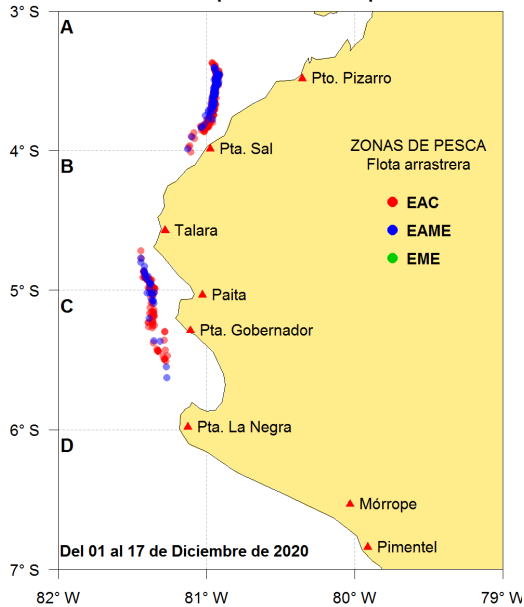 3° S
A
Pto. Pizarro
ZONAS DE PESCA
Flota arrastrera
4° S
Pta. Sal
B
EAC
Talara
EAME
EME
5° S
Paita
C
Pta. Gobernador
6° S
Pta. La Negra
D
Mórrope
Del 01 al 17 de Diciembre de 2020
Pimentel
7° S
82° W
81° W
80° W
79° W